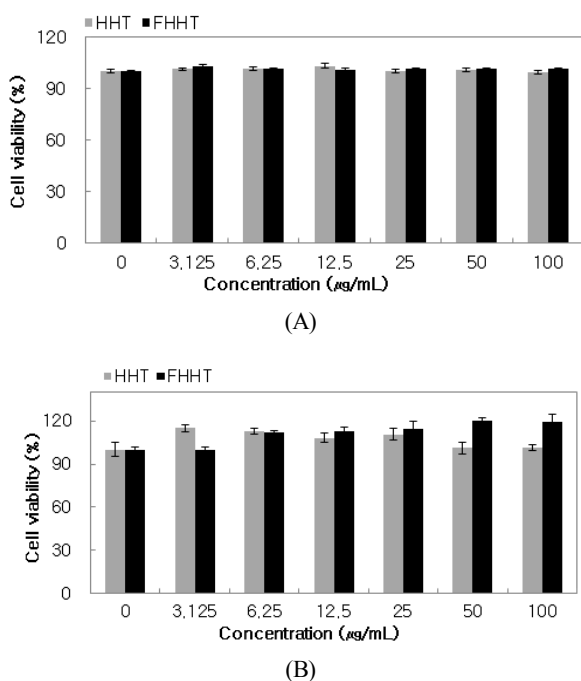 HHT FHHT
120
90
60
30
0
Cell viability (%)
0 3,125 6,25 12,5 25 50 100
Concentration (㎍/mL)
(A)
HHT FHHT
120
90
60
30
0
Cell viability (%)
0 3,125 6,25 12,5 25 50 100
Concentration (㎍/mL)
(B)